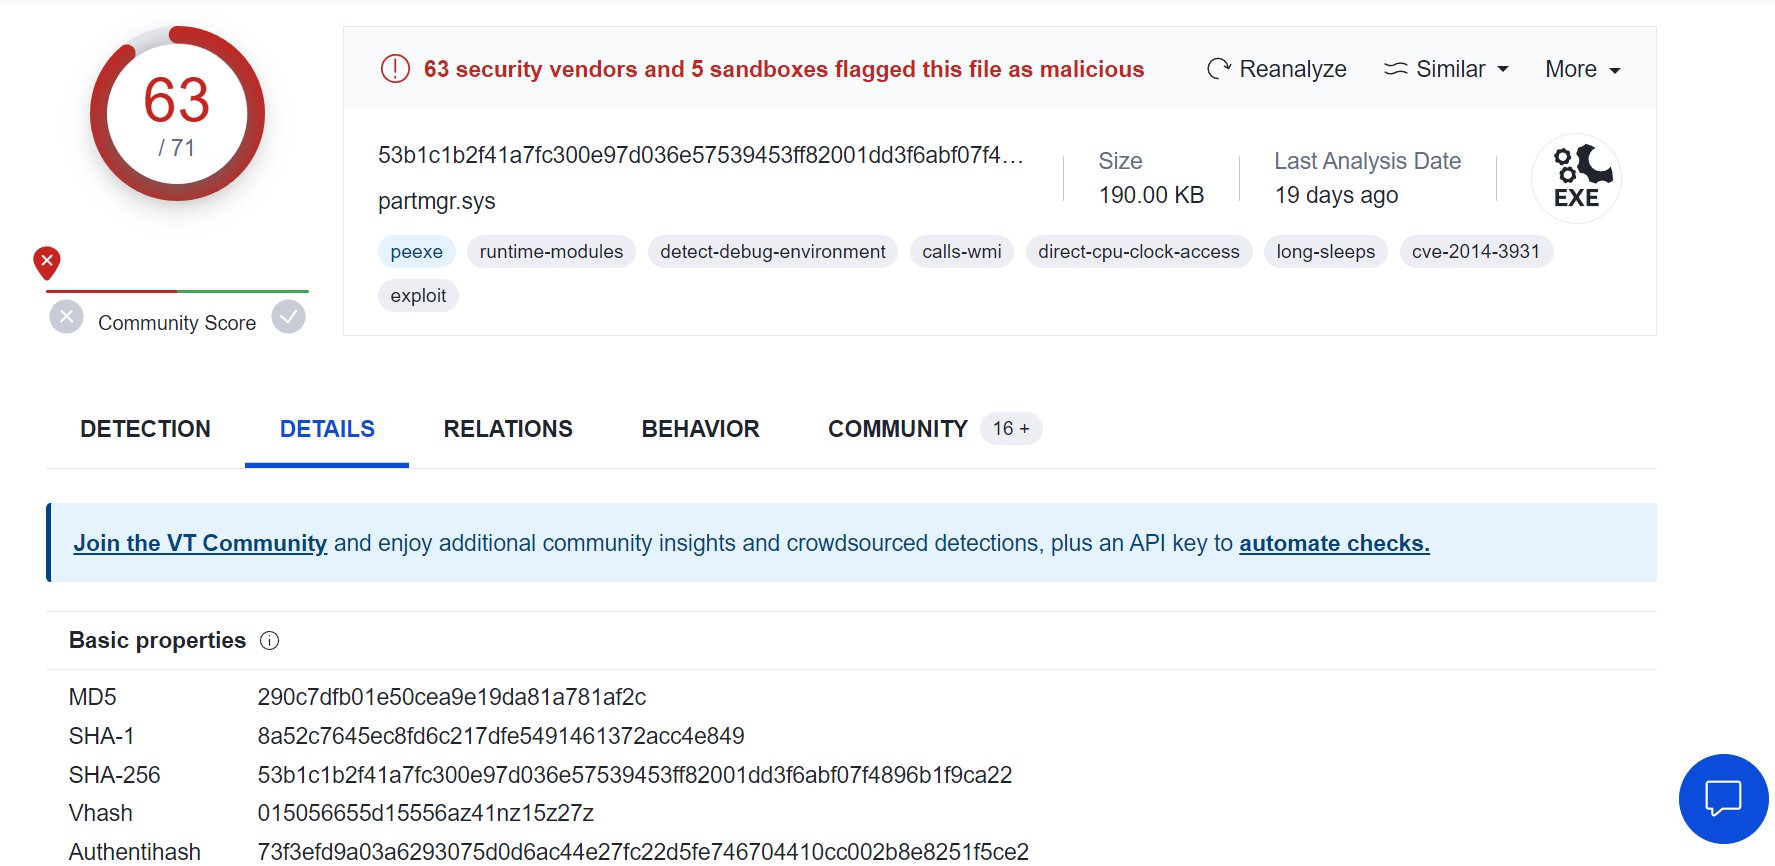 63
/ 71
Community Score
63 security vendors and 5 sandboxes flagged this file as malicious
Reanalyze
Similar
More
53b1c1b2f41a7fc300e97d036e57539453ff82001dd3f6abf07f4…
partmgr.sys
Size
190.00 KB
Last Analysis Date
19 days ago
EXE
peexe
runtime-modules
detect-debug-environment
calls-wmi
direct-cpu-clock-access
long-sleeps
cve-2014-3931
exploit
DETECTION
DETAILS
RELATIONS
BEHAVIOR
COMMUNITY 16 +
Join the VT Community and enjoy additional community insights and crowdsourced detections, plus an API key to automate checks.
Basic properties
MD5 290c7dfb01e50cea9e19da81a781af2c
SHA-1 8a52c7645ec8fd6c217dfe5491461372acc4e849
SHA-256 53b1c1b2f41a7fc300e97d036e57539453ff82001dd3f6abf07f4896b1f9ca22
Vhash 015056655d15556az41nz15z27z
Authentihash 73f3efd9a03a6293075d0d6ac44e27fc22d5fe746704410cc002b8e8251f5ce2